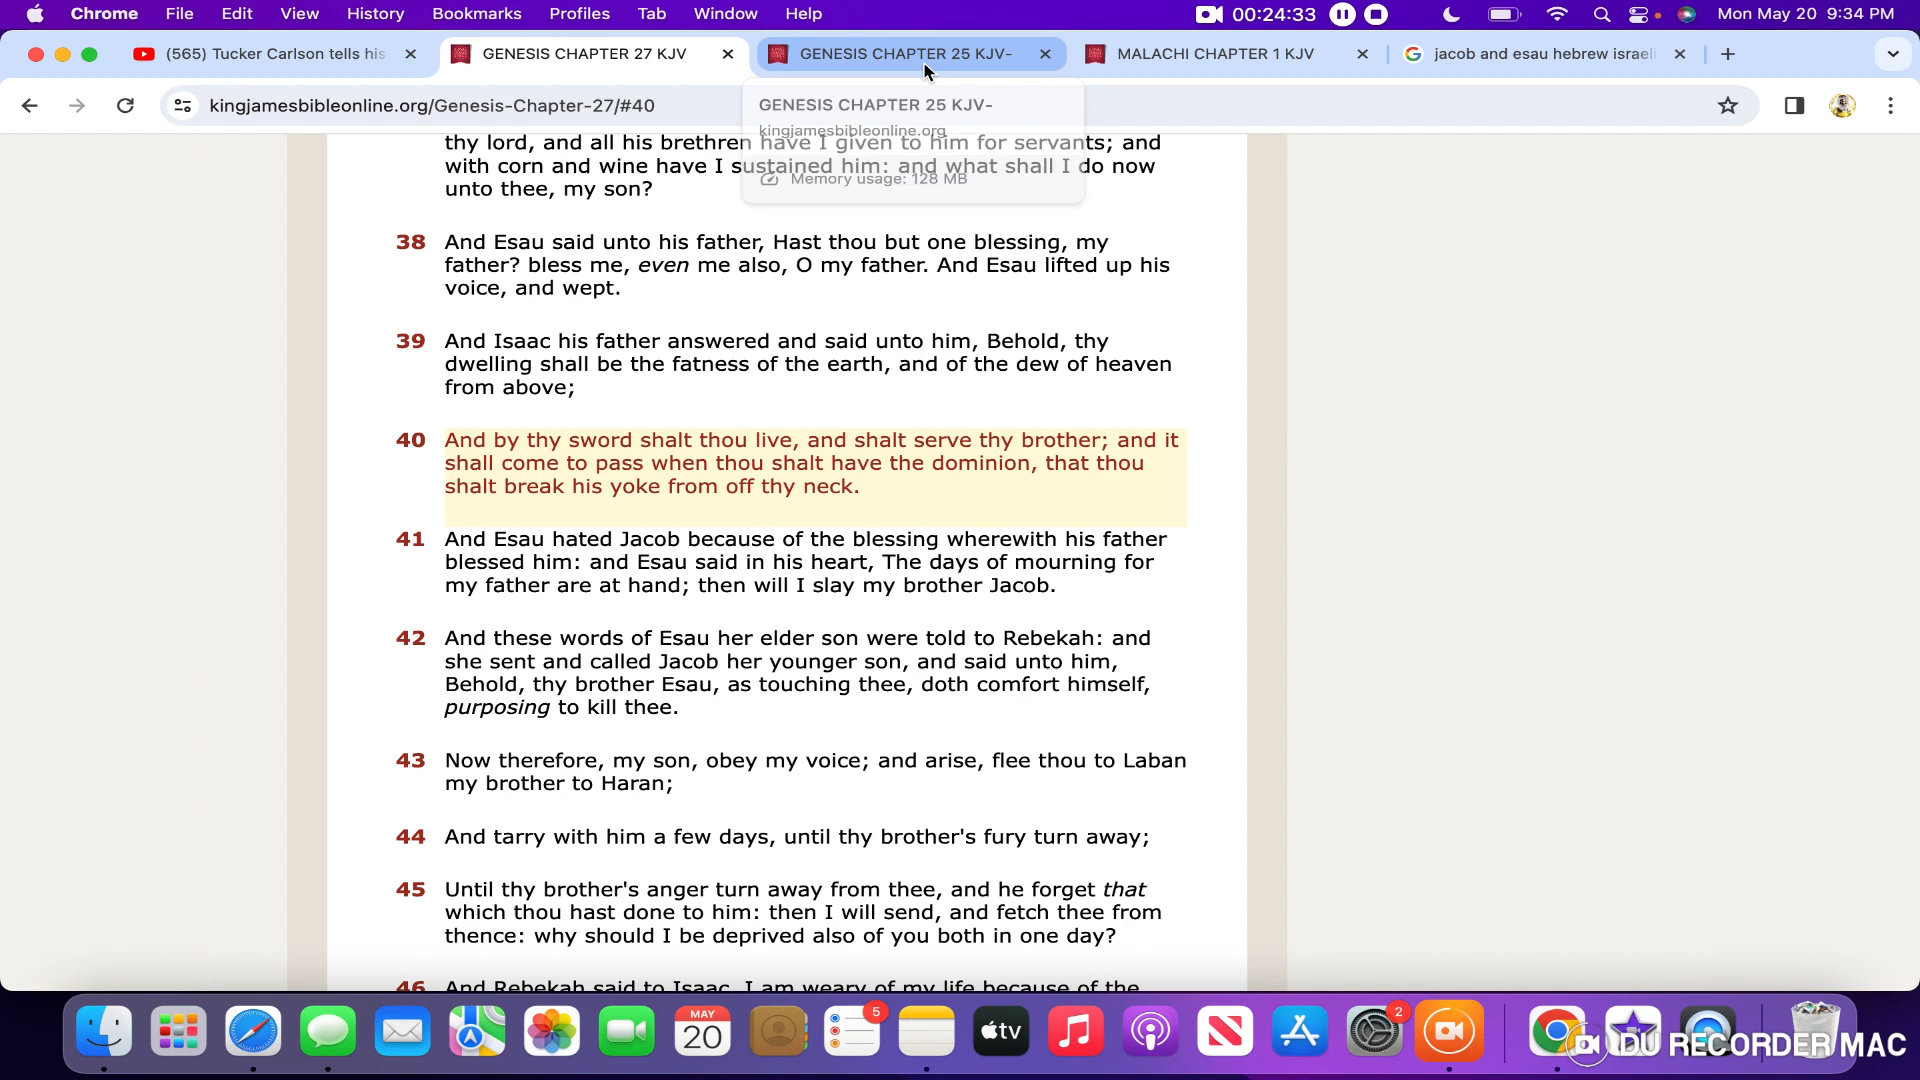 Chrome File Edit View History Bookmarks Profiles Tab Window Help 00:24:33 Mon May 20 9:34 PM
(565) Tucker Carlson tells his GENESIS CHAPTER 27 KJV GENESIS CHAPTER 25 KJV- MALACHI CHAPTER 1 KJV jacob and esau hebrew israeli
kingjamesbibleonline.org/Genesis-Chapter-27/#40
GENESIS CHAPTER 25 KJV-
kingjamesbibleonline.org
Memory usage: 128 MB
thy lord, and all his brethren have I given to him for servants; and
with corn and wine have I sustained him: and what shall I do now
unto thee, my son?
38 And Esau said unto his father, Hast thou but one blessing, my
father? bless me, even me also, O my father. And Esau lifted up his
voice, and wept.
39 And Isaac his father answered and said unto him, Behold, thy
dwelling shall be the fatness of the earth, and of the dew of heaven
from above;
40 And by thy sword shalt thou live, and shalt serve thy brother; and it
shall come to pass when thou shalt have the dominion, that thou
shalt break his yoke from off thy neck.
41 And Esau hated Jacob because of the blessing wherewith his father
blessed him: and Esau said in his heart, The days of mourning for
my father are at hand; then will I slay my brother Jacob.
42 And these words of Esau her elder son were told to Rebekah: and
she sent and called Jacob her younger son, and said unto him,
Behold, thy brother Esau, as touching thee, doth comfort himself,
purposing to kill thee.
43 Now therefore, my son, obey my voice; and arise, flee thou to Laban
my brother to Haran;
44 And tarry with him a few days, until thy brother's fury turn away;
45 Until thy brother's anger turn away from thee, and he forget that
which thou hast done to him: then I will send, and fetch thee from
thence: why should I be deprived also of you both in one day?
46 And Rebekah said to Isaac, I am weary of my life because of the
MAY
20
5
tv
2
DU RECORDER MAC